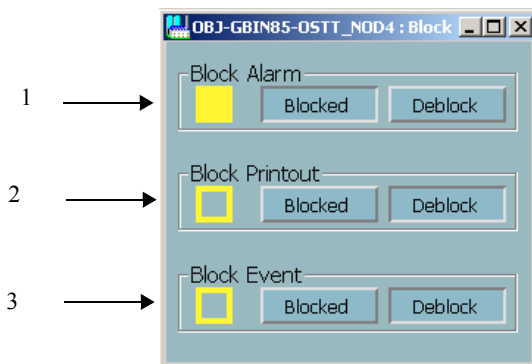 OBJ-GBIN85-OSTT_NOD4 : Block
Block Alarm
1
Blocked Deblock
Block Printout
2
Blocked Deblock
Block Event
3
Blocked Deblock